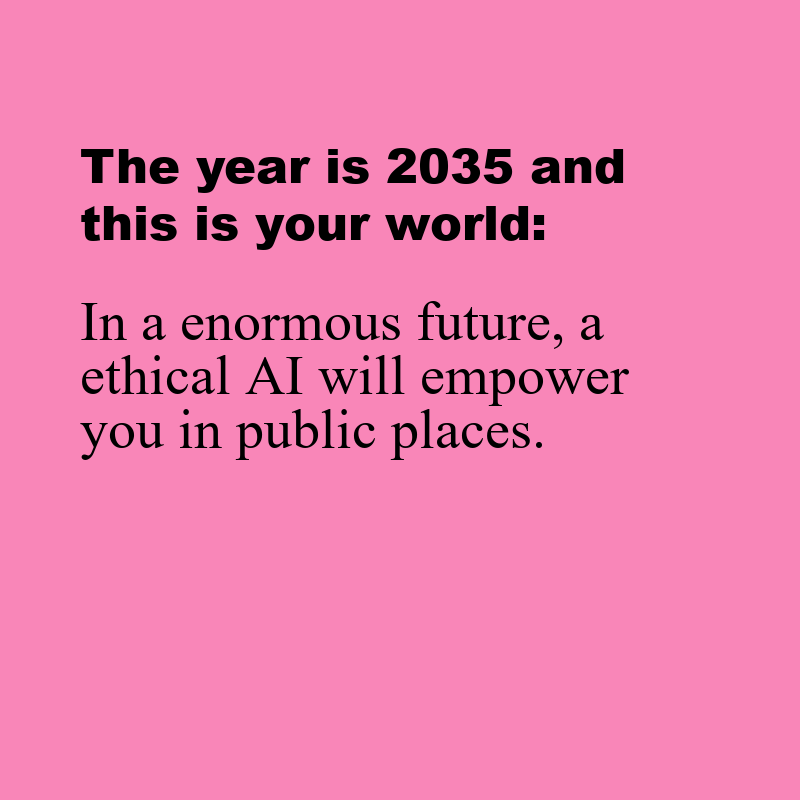 The year is 2035 and
this is your world:
In a enormous future, a
ethical AI will empower
you in public places.